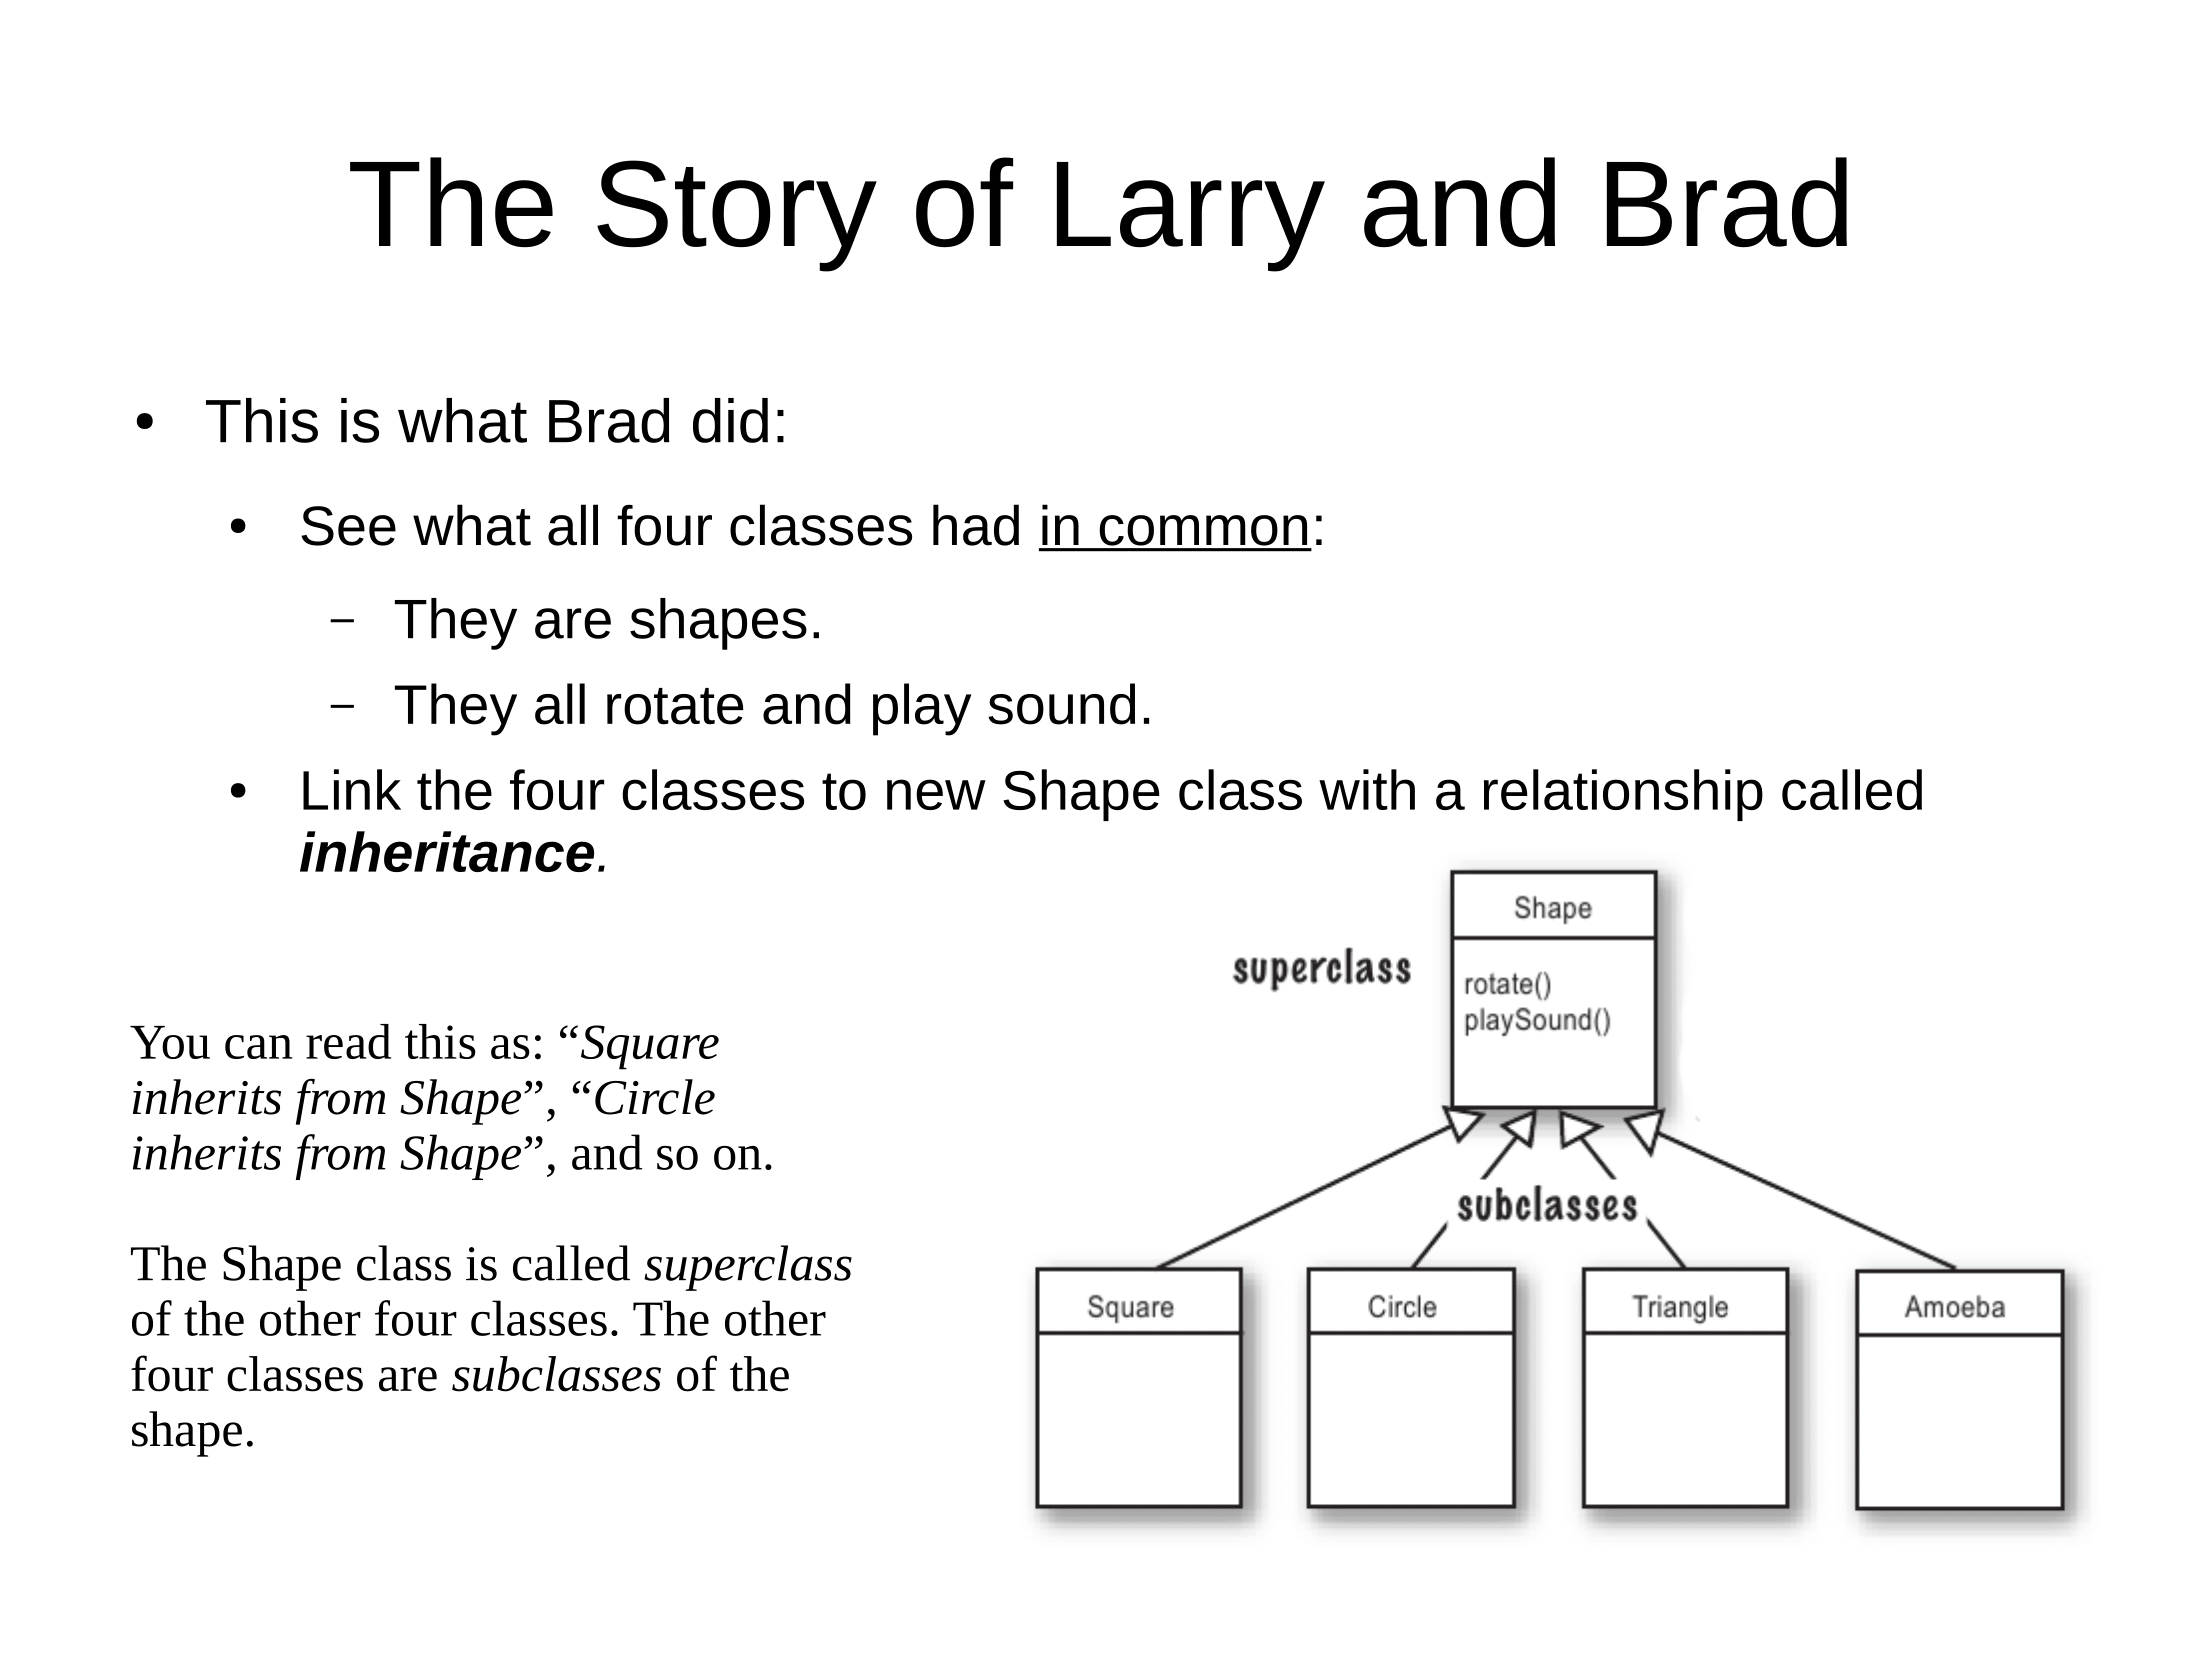 The Story of Larry and Brad
• This is what Brad did:
• See what all four classes had in common:
– They are shapes.
– They all rotate and play sound.
• Link the four classes to new Shape class with a relationship called
inheritance.
You can read this as: “Square
inherits from Shape”, “Circle
inherits from Shape”, and so on.
The Shape class is called superclass
of the other four classes. The other
four classes are subclasses of the
shape.
Shape
superclass
rotate()
playSound()
subclasses
Square
Circle
Triangle
Amoeba